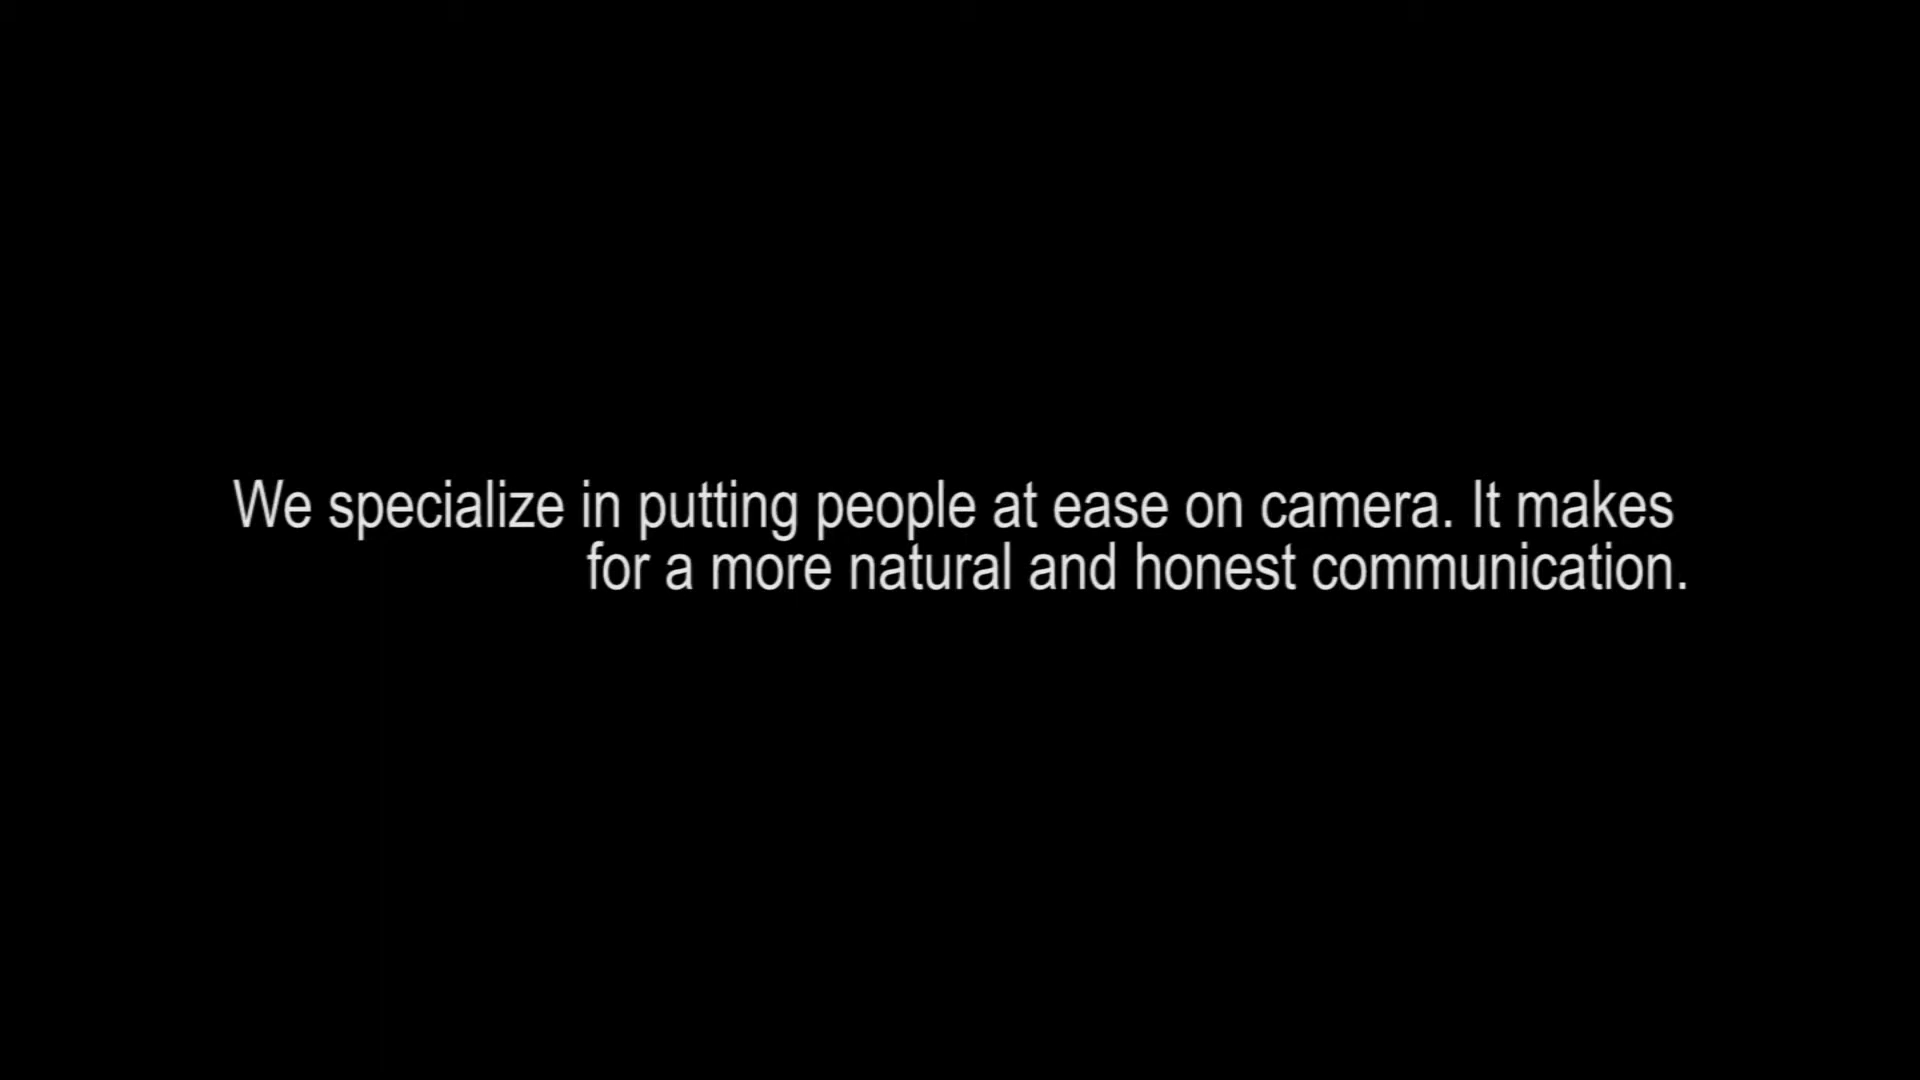 We specialize in putting people at ease on camera. It makes
for a more natural and honest communication.